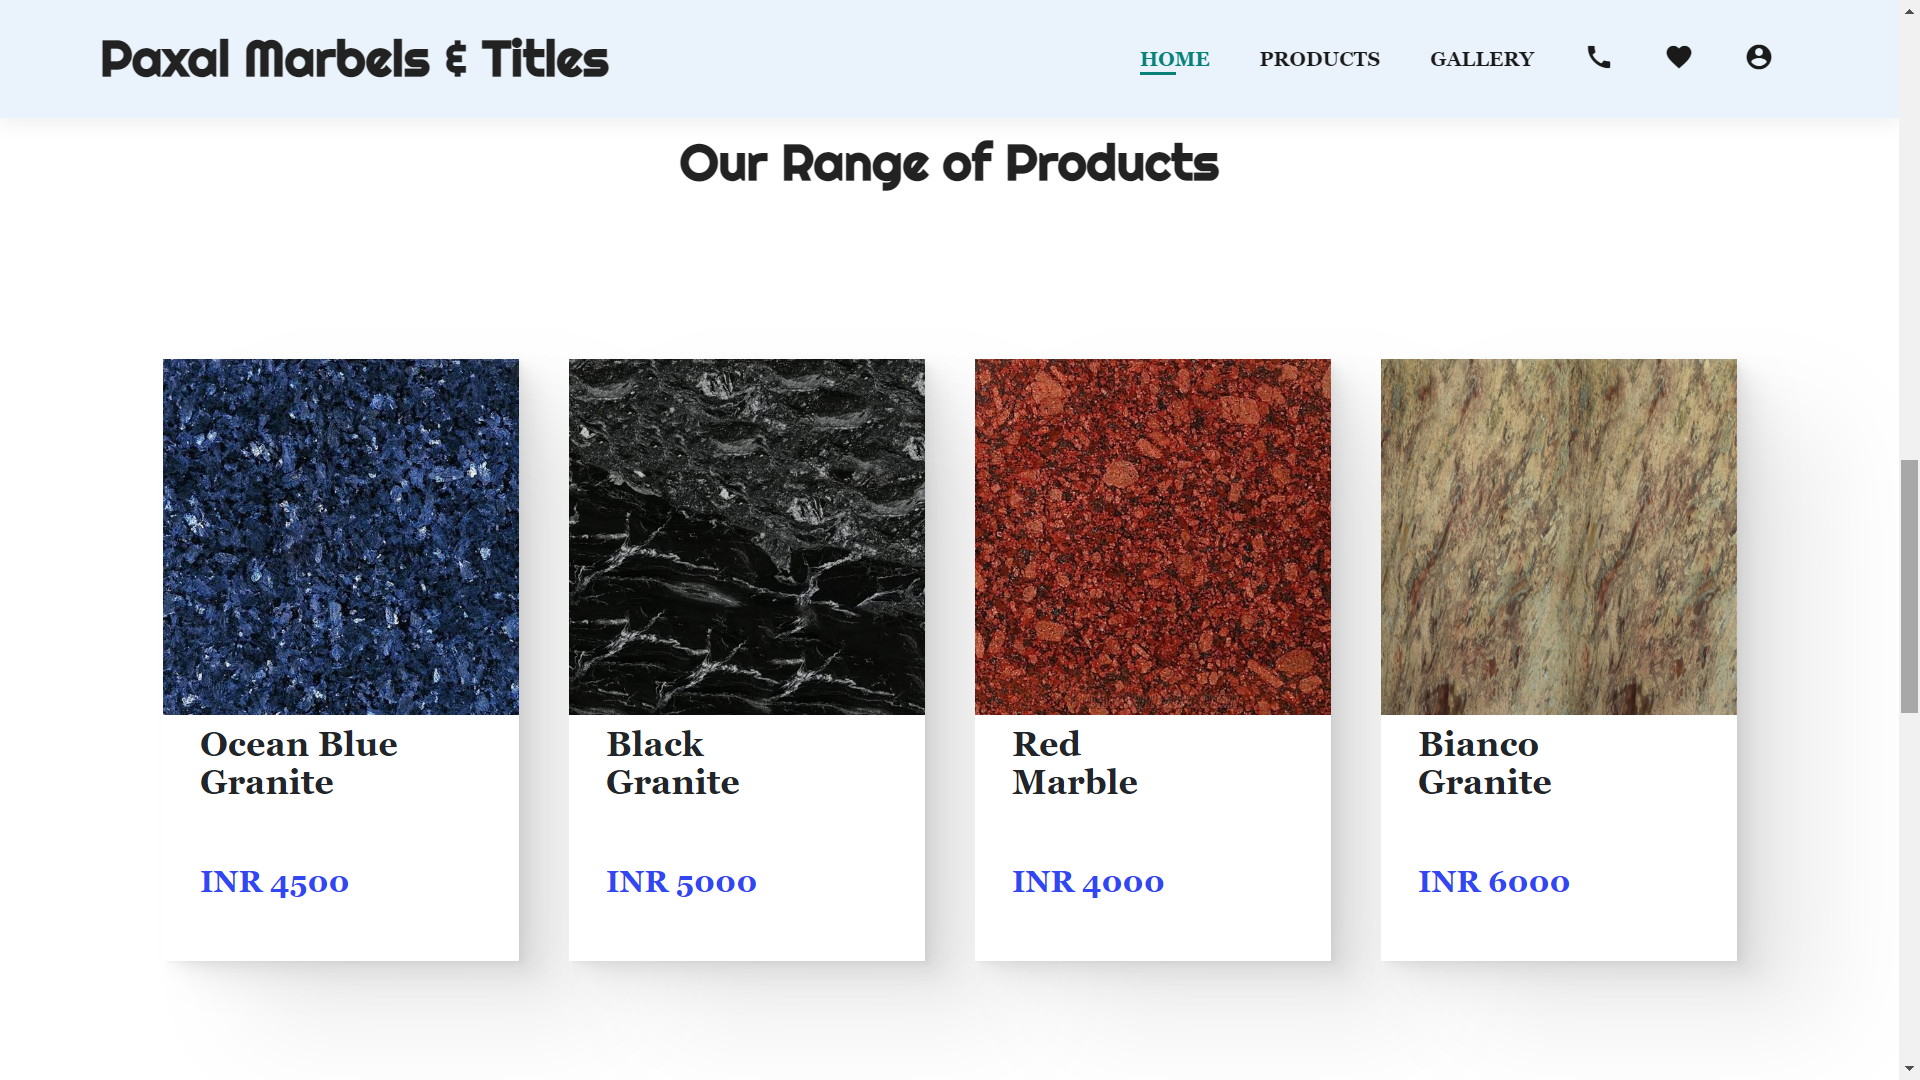 Paxal Marbels & Titles
HOME PRODUCTS GALLERY
Our Range of Products
Ocean Blue
Granite
INR 4500
Black
Granite
INR 5000
Red
Marble
INR 4000
Bianco
Granite
INR 6000